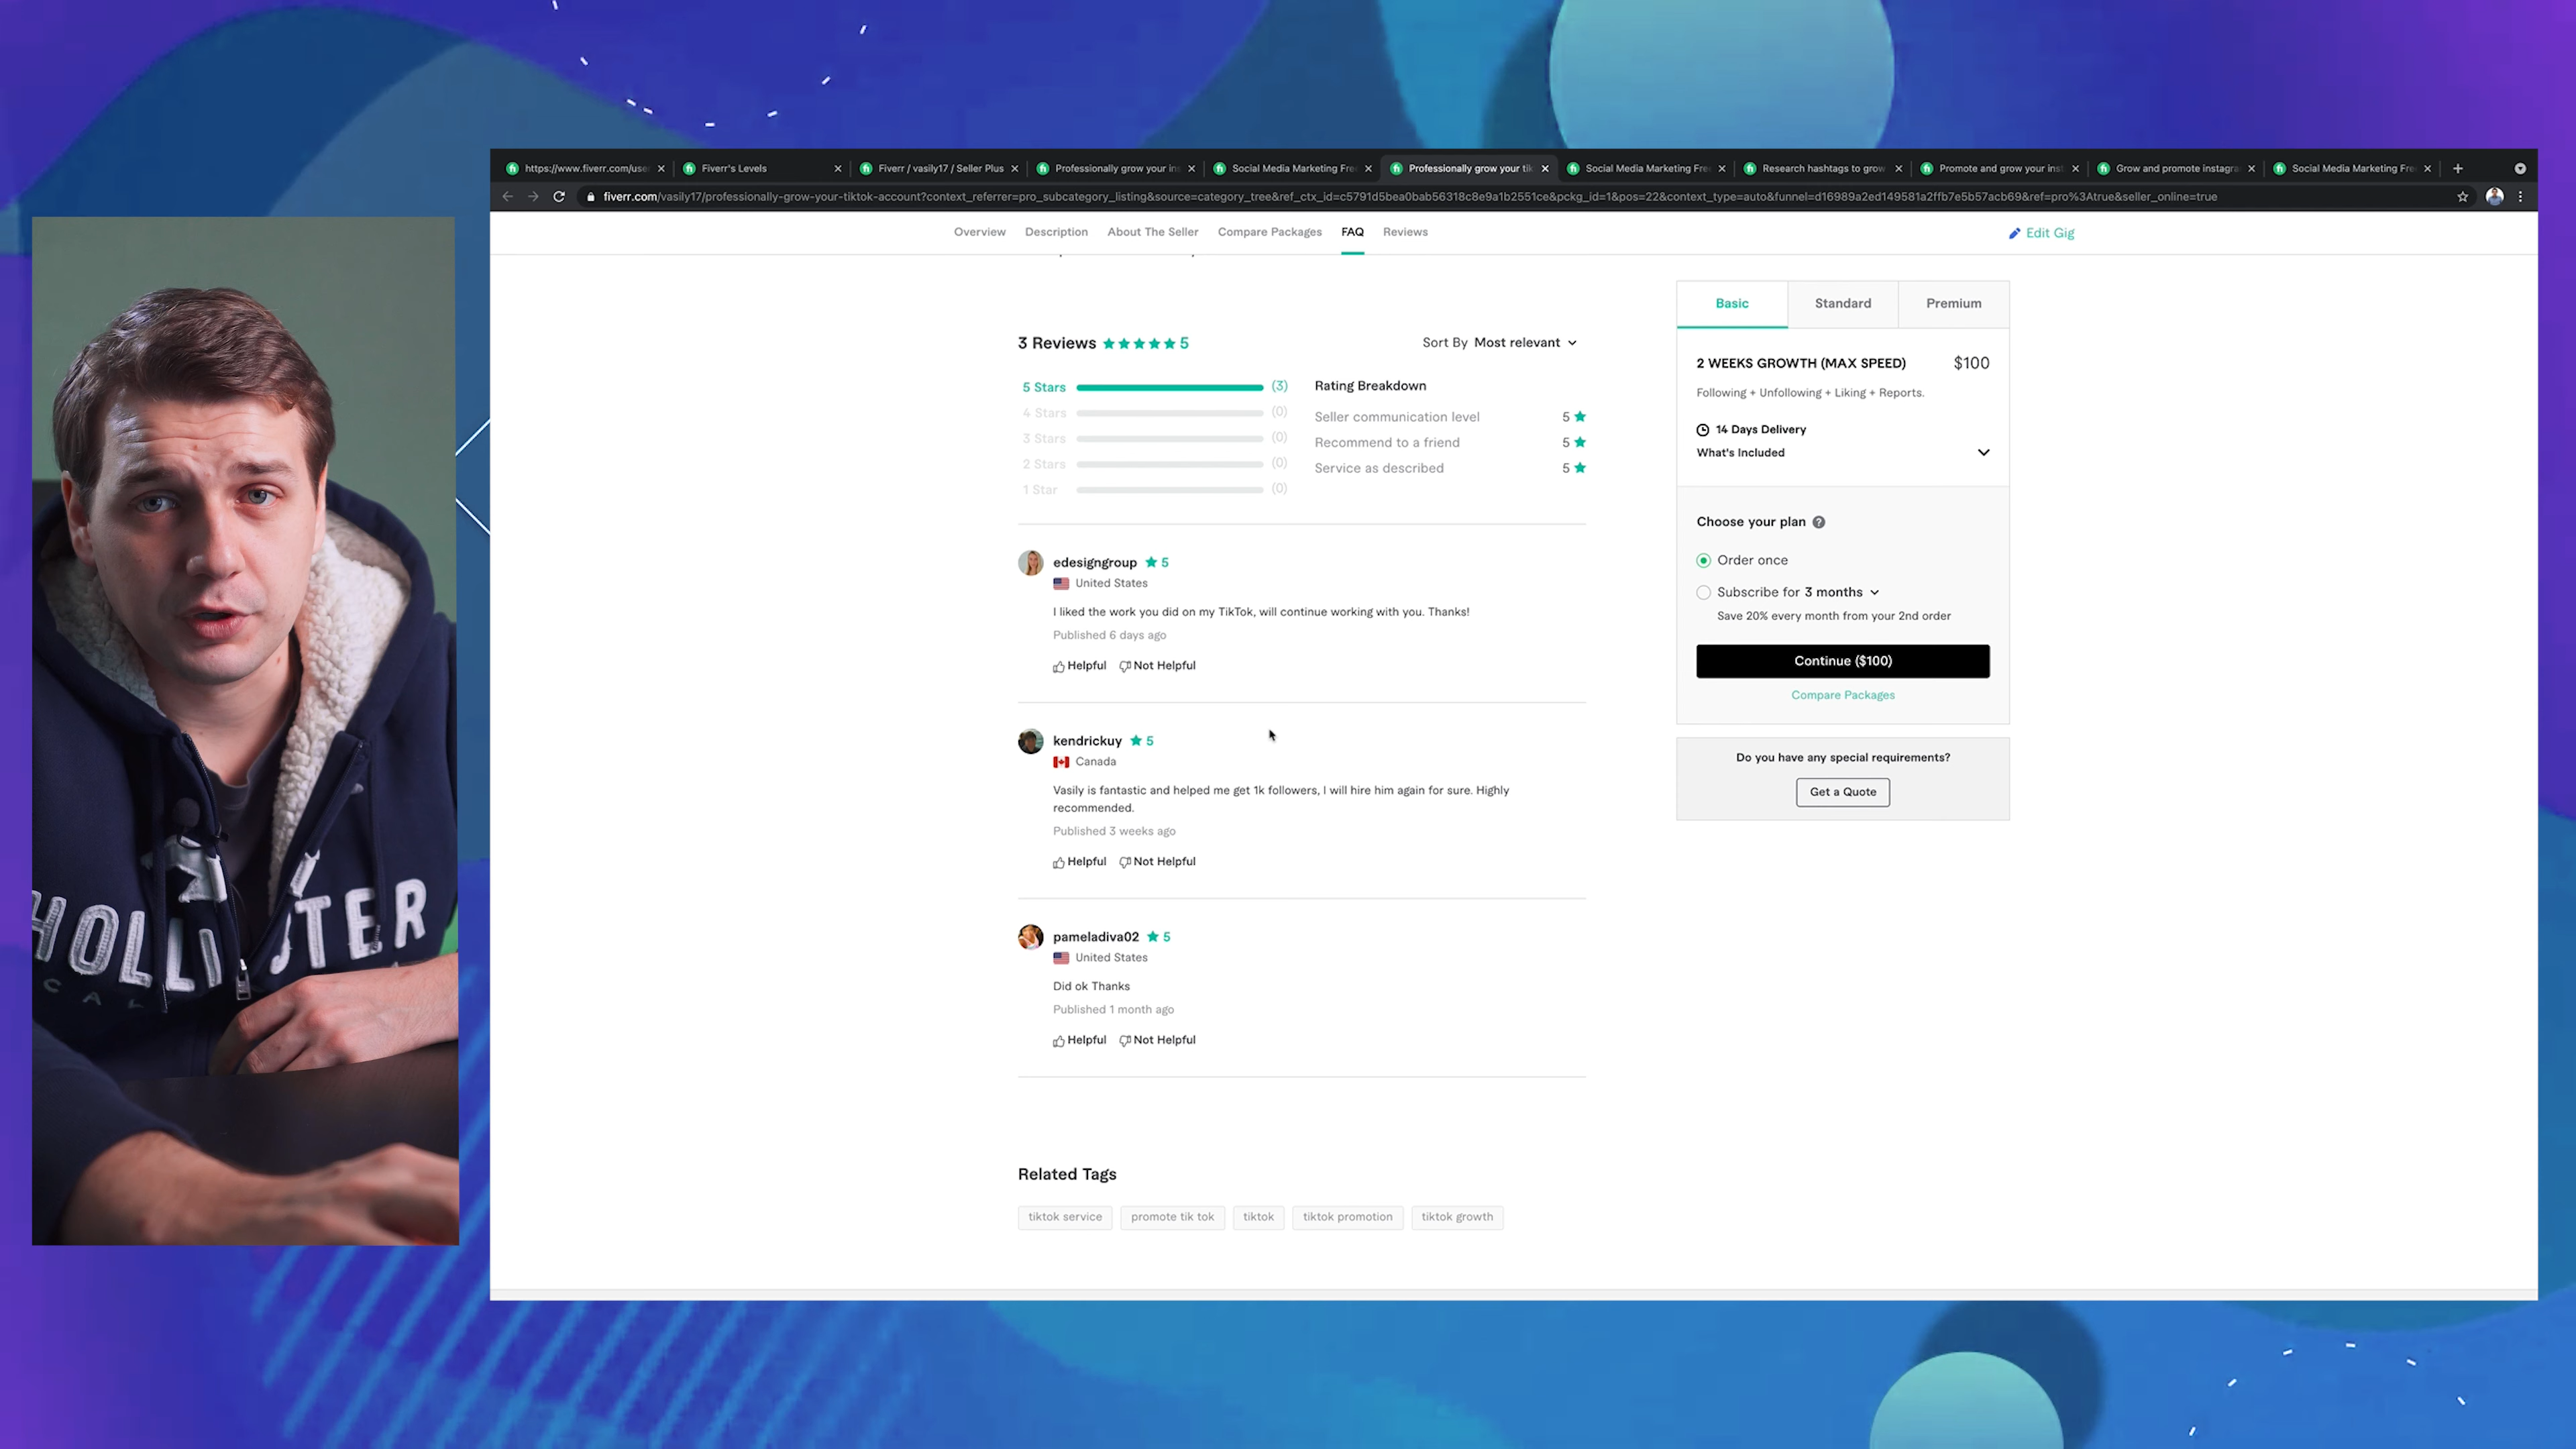 https://www.fiverr.com/user
Fiverr's Levels
Fiverr / vasily17 / Seller Plus
Professionally grow your in
Social Media Marketing Fre
Professionally grow your tik
Social Media Marketing Fre
Research hashtags to grow
Promote and grow your inst
Grow and promote instagra
Social Media Marketing Fre
fiverr.com/vasily17/professionally-grow-your-tiktok-account?context_referrer=pro_subcategory_listing&source=category_tree&ref_ctx_id=c5791d5bea0bab56318c8e9a1b2551ce&pckg_id=1&pos=22&context_type=auto&funnel=d16989a2ed149581a2ffb7e5b57acb69&ref=pro%3Atrue&seller_online=true
Overview Description About The Seller Compare Packages FAQ Reviews
Edit Gig
3 Reviews 5
Sort By Most relevant
5 Stars (3)
4 Stars (0)
3 Stars (0)
2 Stars (0)
1 Star (0)
Rating Breakdown
Seller communication level 5
Recommend to a friend 5
Service as described 5
edesigngroup 5
United States
I liked the work you did on my TikTok, will continue working with you. Thanks!
Published 6 days ago
Helpful Not Helpful
kendrickuy 5
Canada
Vasily is fantastic and helped me get 1k followers, I will hire him again for sure. Highly
recommended.
Published 3 weeks ago
Helpful Not Helpful
pameladiva02 5
United States
Did ok Thanks
Published 1 month ago
Helpful Not Helpful
Related Tags
tiktok service promote tik tok tiktok tiktok promotion tiktok growth
Basic Standard Premium
2 WEEKS GROWTH (MAX SPEED) $100
Following + Unfollowing + Liking + Reports.
14 Days Delivery
What's Included
Choose your plan ?
Order once
Subscribe for 3 months
Save 20% every month from your 2nd order
Continue ($100)
Compare Packages
Do you have any special requirements?
Get a Quote
HOLLISTER